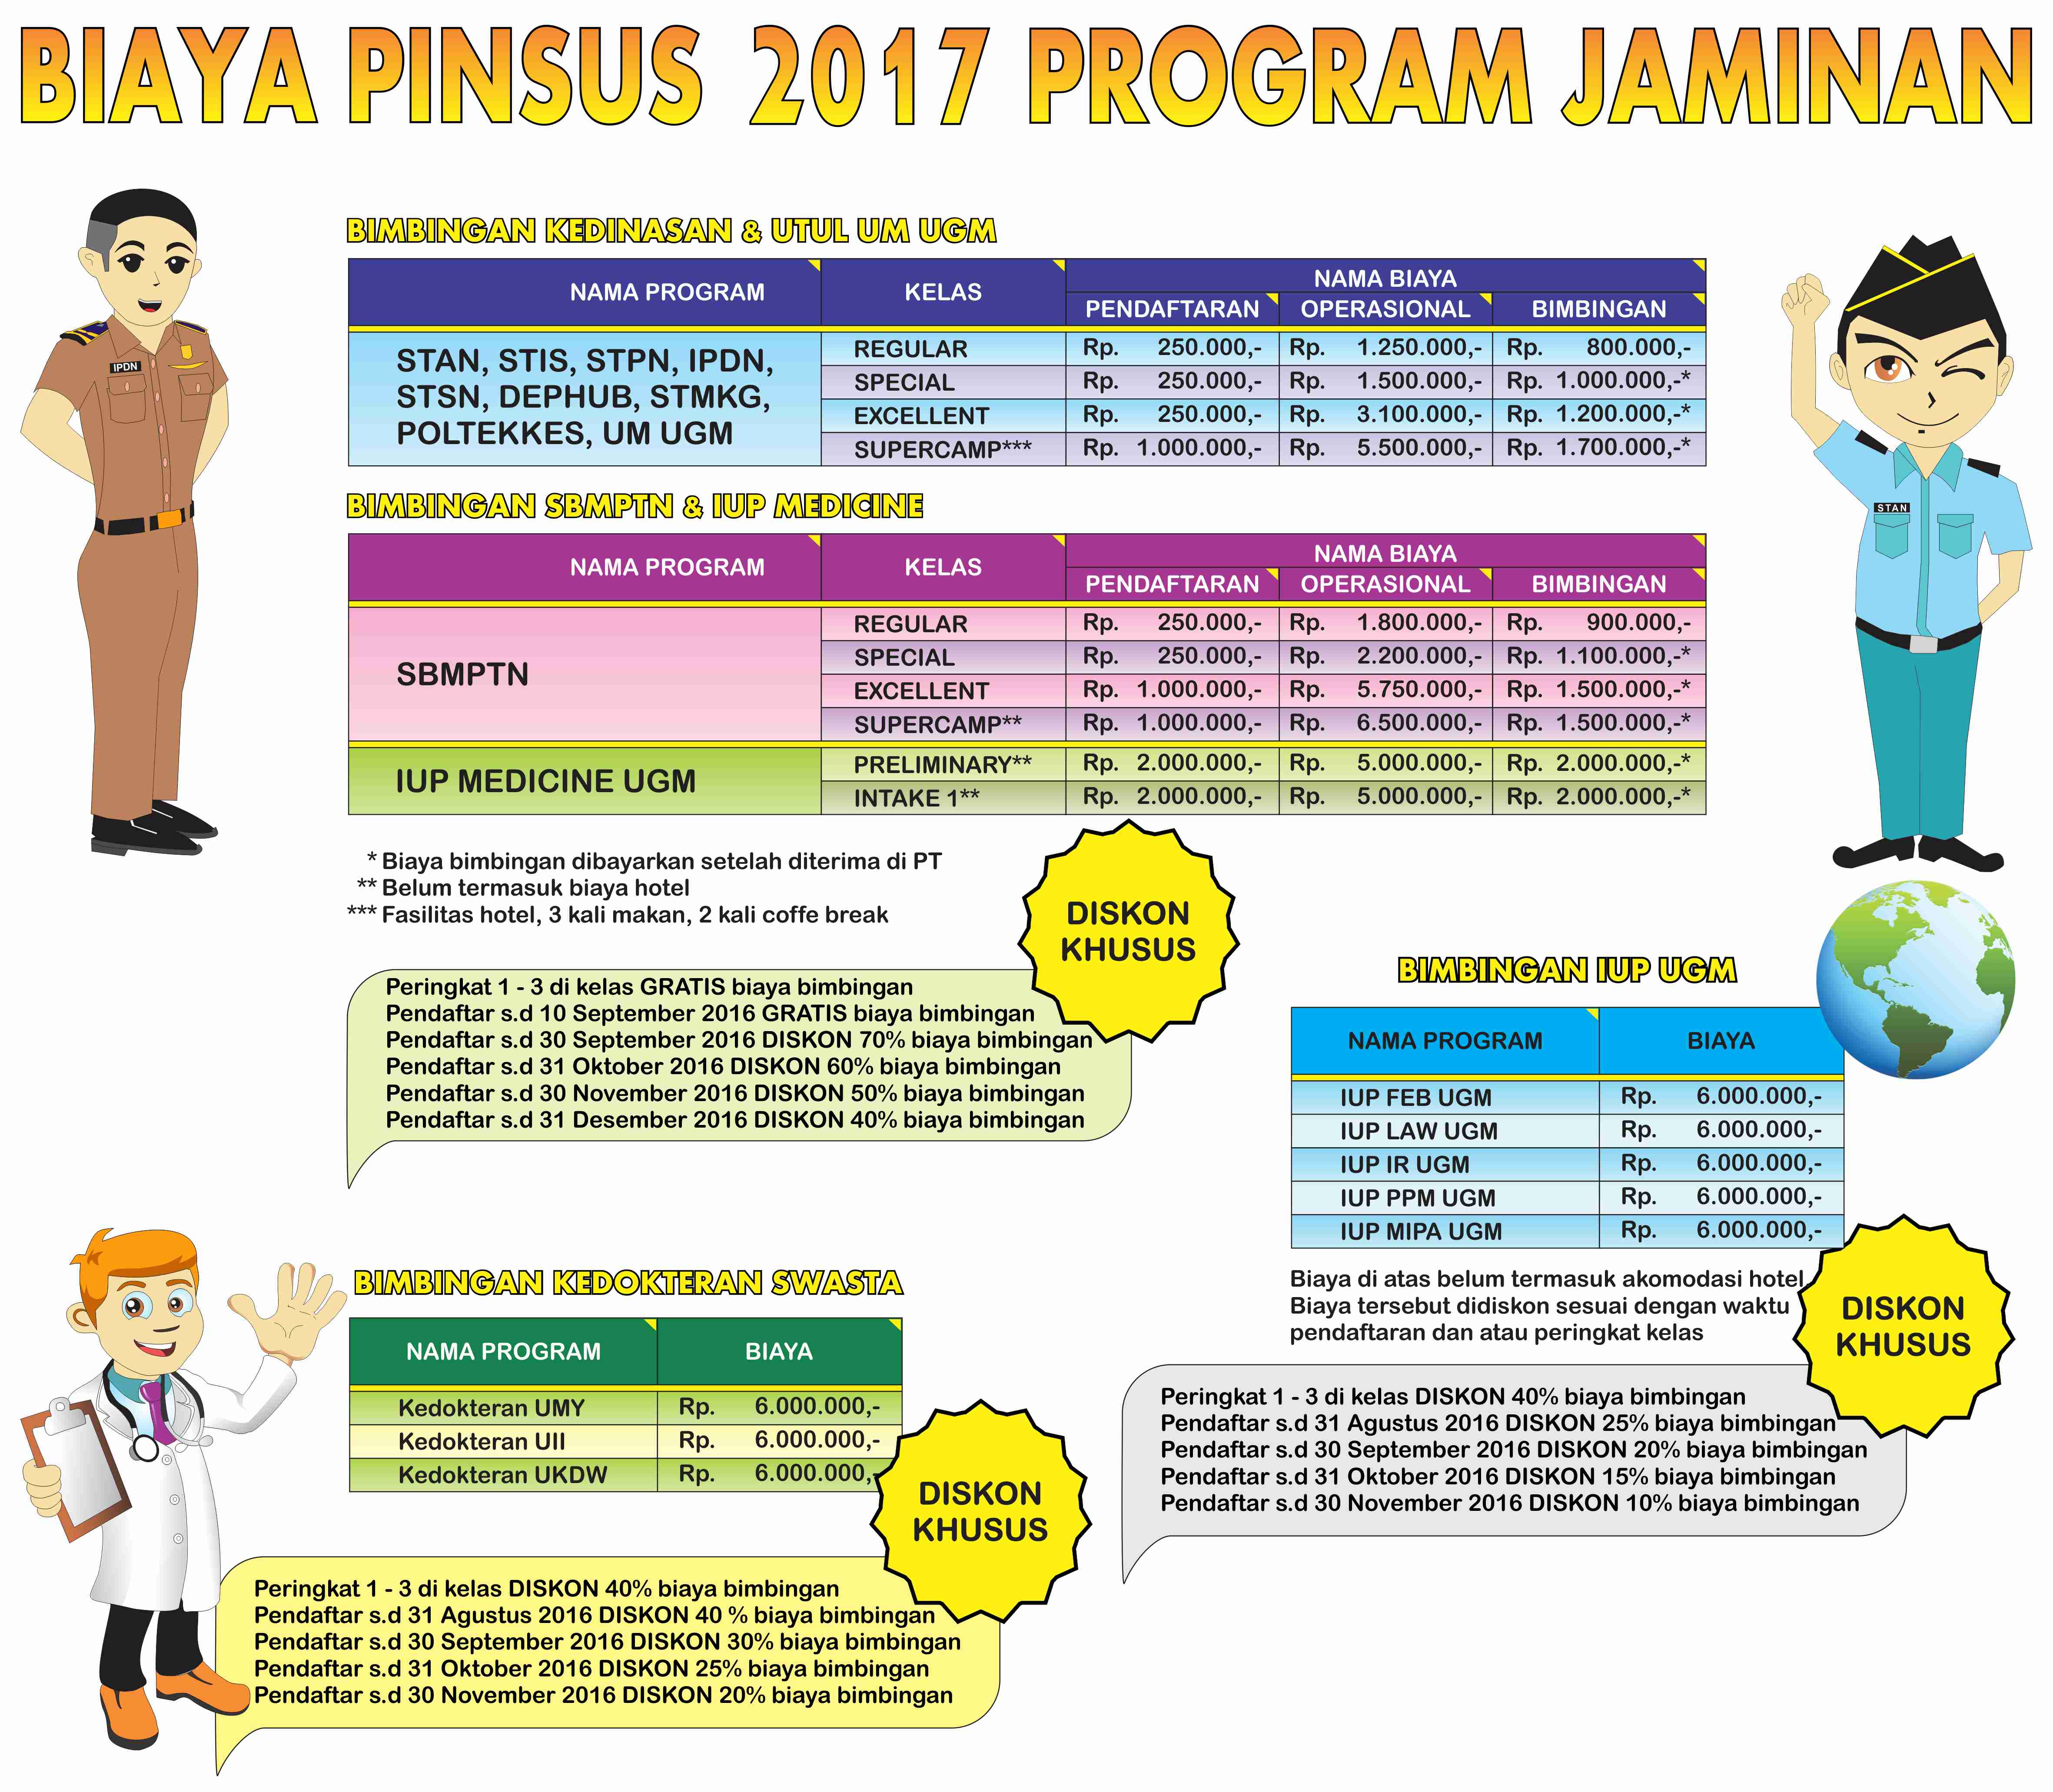 BIAYA PINSUS 2017 PROGRAM JAMINAN
BIMBINGAN KEDINASAN & UTUL UM UGM
NAMA PROGRAM KELAS NAMA BIAYA
PENDAFTARAN OPERASIONAL BIMBINGAN
STAN, STIS, STPN, IPDN,
STSN, DEPHUB, STMKG,
POLTEKKES, UM UGM
REGULAR Rp. 250.000,- Rp. 1.250.000,- Rp. 800.000,-
SPECIAL Rp. 250.000,- Rp. 1.500.000,- Rp. 1.000.000,-*
EXCELLENT Rp. 250.000,- Rp. 3.100.000,- Rp. 1.200.000,-*
SUPERCAMP*** Rp. 1.000.000,- Rp. 5.500.000,- Rp. 1.700.000,-*
IPDN
STAN
BIMBINGAN SBMPTN & IUP MEDICINE
NAMA PROGRAM KELAS NAMA BIAYA
PENDAFTARAN OPERASIONAL BIMBINGAN
SBMPTN
REGULAR Rp. 250.000,- Rp. 1.800.000,- Rp. 900.000,-
SPECIAL Rp. 250.000,- Rp. 2.200.000,- Rp. 1.100.000,-*
EXCELLENT Rp. 1.000.000,- Rp. 5.750.000,- Rp. 1.500.000,-*
SUPERCAMP** Rp. 1.000.000,- Rp. 6.500.000,- Rp. 1.500.000,-*
IUP MEDICINE UGM
PRELIMINARY** Rp. 2.000.000,- Rp. 5.000.000,- Rp. 2.000.000,-*
INTAKE 1** Rp. 2.000.000,- Rp. 5.000.000,- Rp. 2.000.000,-*
* Biaya bimbingan dibayarkan setelah diterima di PT
** Belum termasuk biaya hotel
*** Fasilitas hotel, 3 kali makan, 2 kali coffe break
DISKON
KHUSUS
Peringkat 1 - 3 di kelas GRATIS biaya bimbingan
Pendaftar s.d 10 September 2016 GRATIS biaya bimbingan
Pendaftar s.d 30 September 2016 DISKON 70% biaya bimbingan
Pendaftar s.d 31 Oktober 2016 DISKON 60% biaya bimbingan
Pendaftar s.d 30 November 2016 DISKON 50% biaya bimbingan
Pendaftar s.d 31 Desember 2016 DISKON 40% biaya bimbingan
BIMBINGAN IUP UGM
NAMA PROGRAM BIAYA
IUP FEB UGM Rp. 6.000.000,-
IUP LAW UGM Rp. 6.000.000,-
IUP IR UGM Rp. 6.000.000,-
IUP PPM UGM Rp. 6.000.000,-
IUP MIPA UGM Rp. 6.000.000,-
Biaya di atas belum termasuk akomodasi hotel
Biaya tersebut didiskon sesuai dengan waktu
pendaftaran dan atau peringkat kelas
DISKON
KHUSUS
Peringkat 1 - 3 di kelas DISKON 40% biaya bimbingan
Pendaftar s.d 31 Agustus 2016 DISKON 25% biaya bimbingan
Pendaftar s.d 30 September 2016 DISKON 20% biaya bimbingan
Pendaftar s.d 31 Oktober 2016 DISKON 15% biaya bimbingan
Pendaftar s.d 30 November 2016 DISKON 10% biaya bimbingan
BIMBINGAN KEDOKTERAN SWASTA
NAMA PROGRAM BIAYA
Kedokteran UMY Rp. 6.000.000,-
Kedokteran UII Rp. 6.000.000,-
Kedokteran UKDW Rp. 6.000.000,-
DISKON
KHUSUS
Peringkat 1 - 3 di kelas DISKON 40% biaya bimbingan
Pendaftar s.d 31 Agustus 2016 DISKON 40 % biaya bimbingan
Pendaftar s.d 30 September 2016 DISKON 30% biaya bimbingan
Pendaftar s.d 31 Oktober 2016 DISKON 25% biaya bimbingan
Pendaftar s.d 30 November 2016 DISKON 20% biaya bimbingan